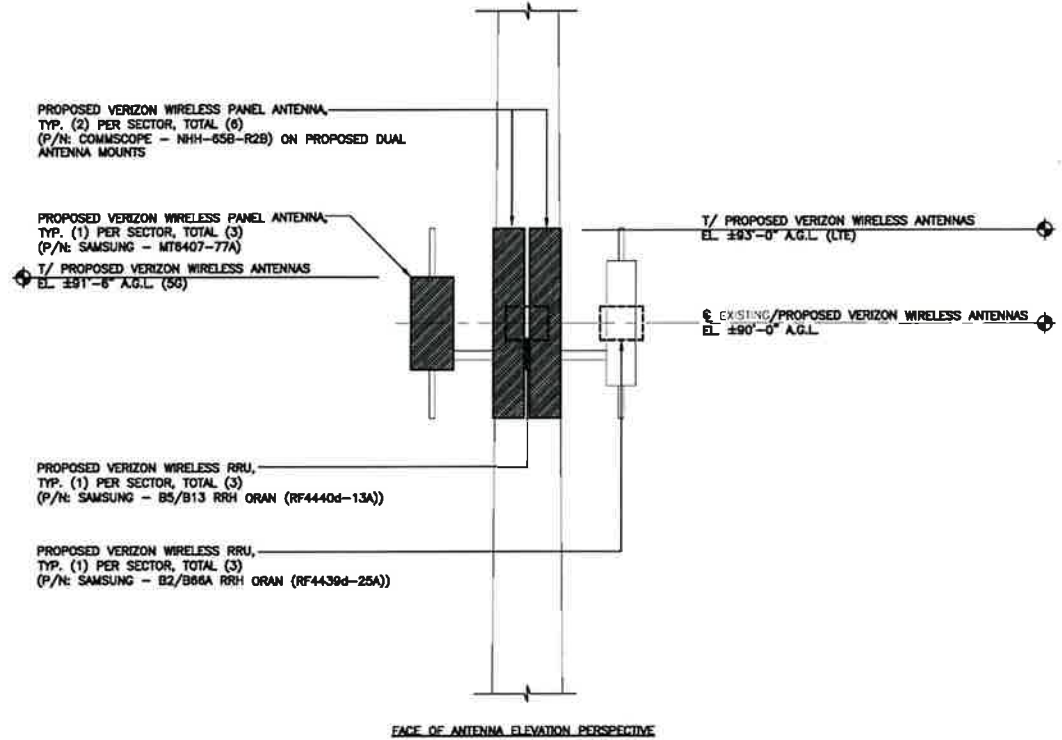 PROPOSED VERIZON WIRELESS PANEL ANTENNA,
TYP. (2) PER SECTOR, TOTAL (6)
(P/N: COMMSCOPE - NHH-65B-R2B) ON PROPOSED DUAL
ANTENNA MOUNTS
PROPOSED VERIZON WIRELESS PANEL ANTENNA,
TYP. (1) PER SECTOR, TOTAL (3)
(P/N: SAMSUNG - MT6407-77A)
T/ PROPOSED VERIZON WIRELESS ANTENNAS
EL. ±91'-6" A.G.L. (5G)
T/ PROPOSED VERIZON WIRELESS ANTENNAS
EL. ±93'-0" A.G.L. (LTE)
℄ EXISTING/PROPOSED VERIZON WIRELESS ANTENNAS
EL. ±90'-0" A.G.L.
PROPOSED VERIZON WIRELESS RRU,
TYP. (1) PER SECTOR, TOTAL (3)
(P/N: SAMSUNG - B5/B13 RRH ORAN (RF4440d-13A))
PROPOSED VERIZON WIRELESS RRU,
TYP. (1) PER SECTOR, TOTAL (3)
(P/N: SAMSUNG - B2/B66A RRH ORAN (RF4439d-25A))
FACE OF ANTENNA ELEVATION PERSPECTIVE